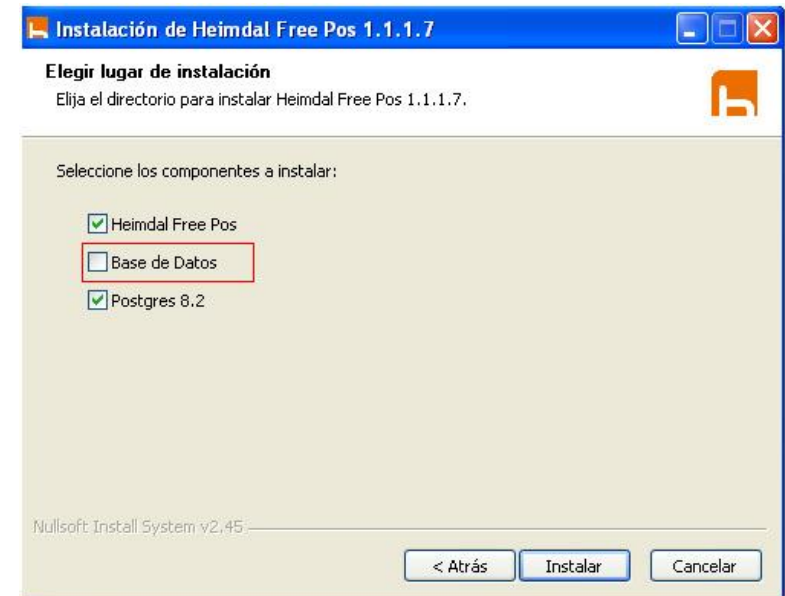 Instalación de Heimdal Free Pos 1.1.1.7
Elegir lugar de instalación
Elija el directorio para instalar Heimdal Free Pos 1.1.1.7.
Seleccione los componentes a instalar:
Heimdal Free Pos
Base de Datos
Postgres 8.2
Nullsoft Install System v2.45
< Atrás Instalar Cancelar